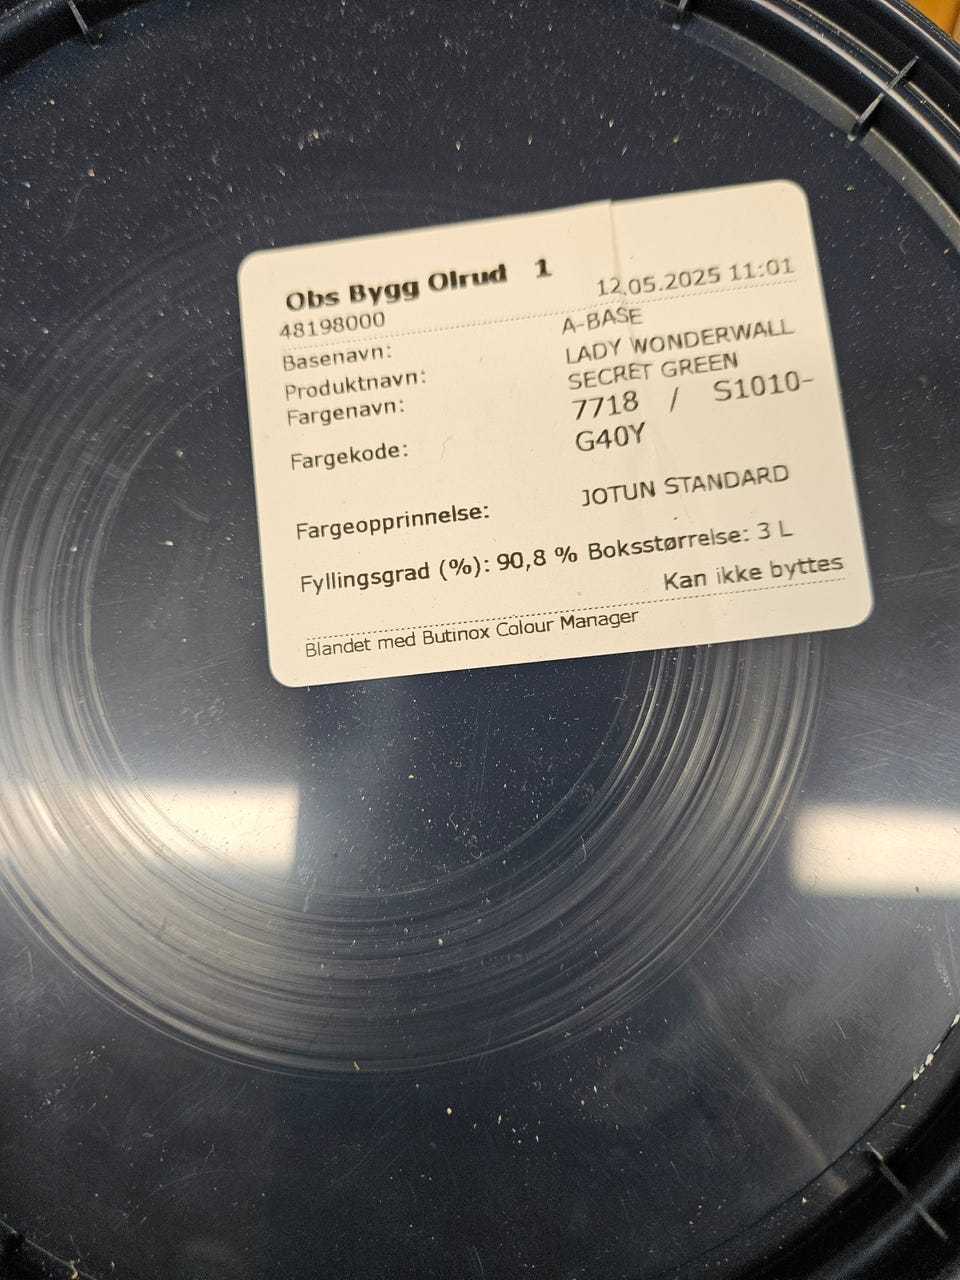 Obs Bygg Olrud 1
48198000 12.05.2025 11:01
Basenavn: A-BASE
Produktnavn: LADY WONDERWALL
Fargenavn: SECRET GREEN
Fargekode: 7718 / S1010-
G40Y
Fargeopprinnelse: JOTUN STANDARD
Fyllingsgrad (%): 90,8 % Boksstørrelse: 3 L
Kan ikke byttes
Blandet med Butinox Colour Manager